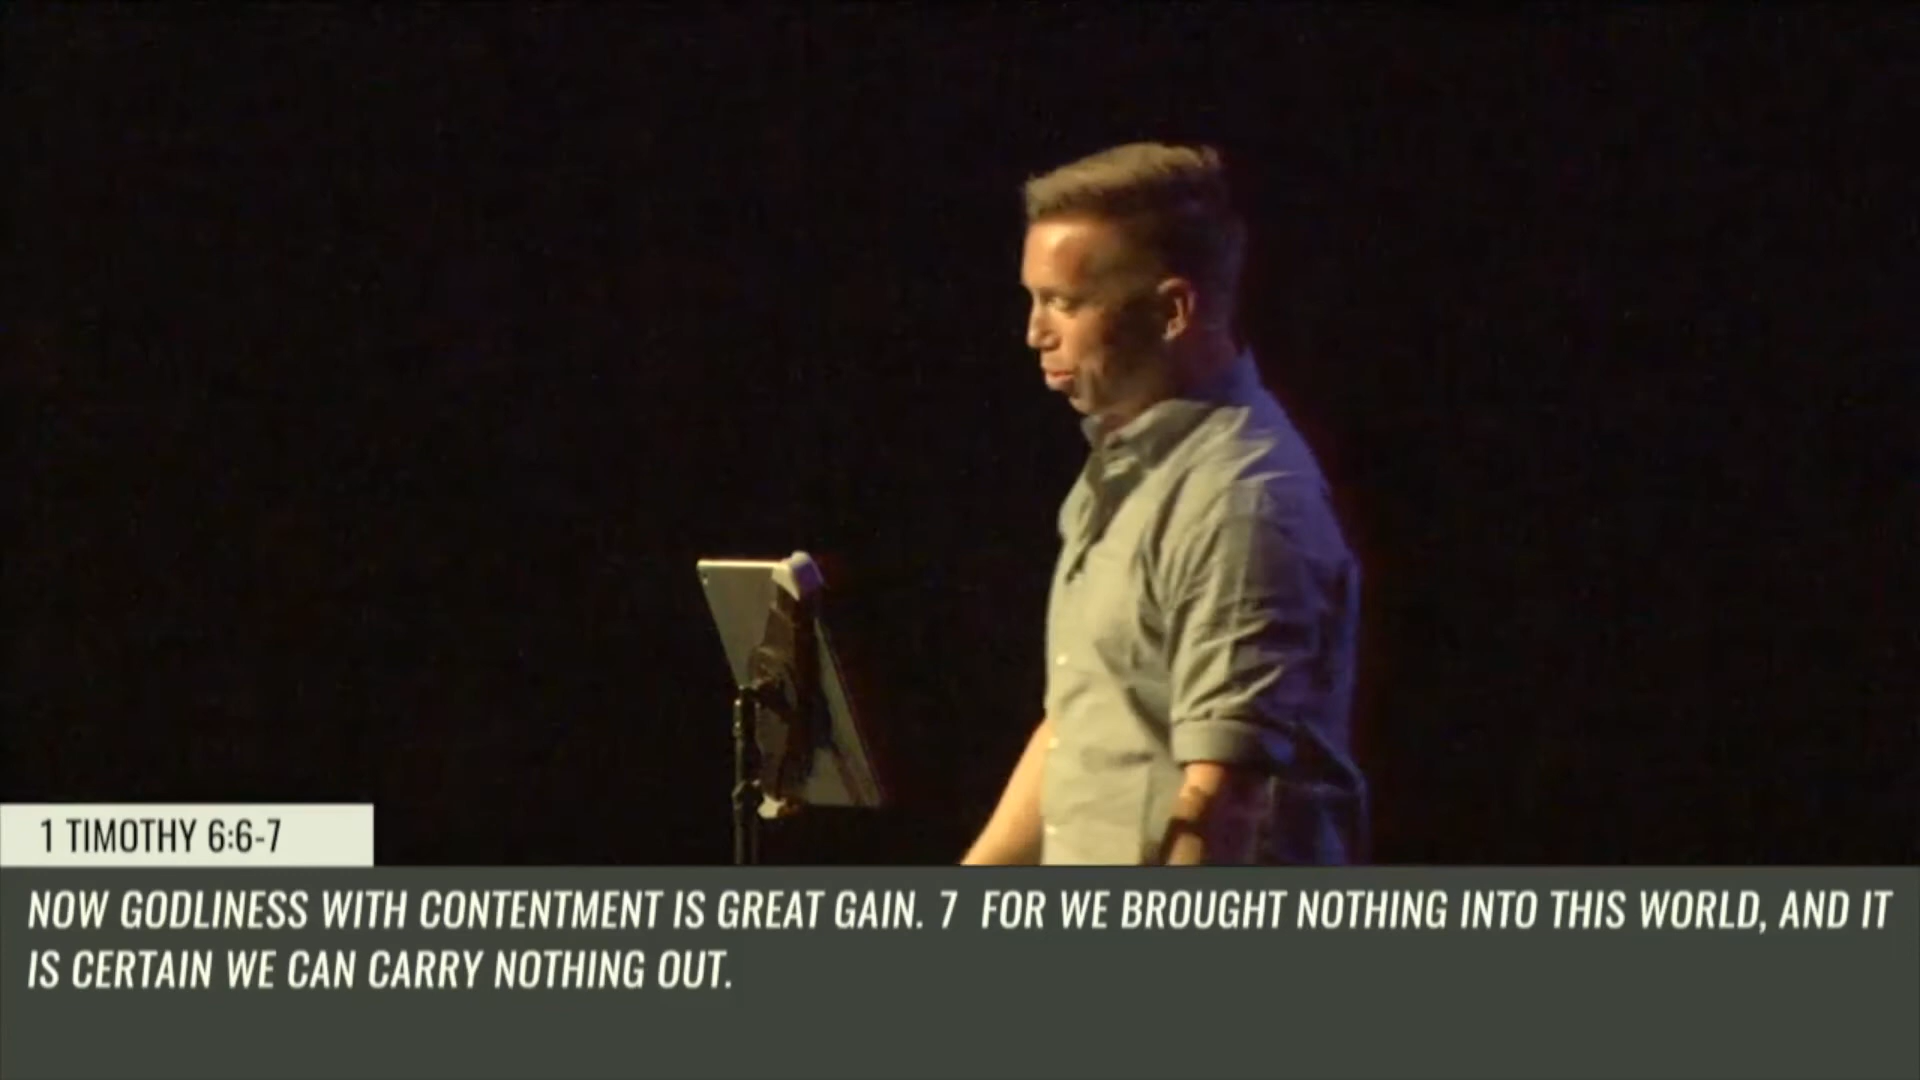 1 TIMOTHY 6:6-7
NOW GODLINESS WITH CONTENTMENT IS GREAT GAIN. 7 FOR WE BROUGHT NOTHING INTO THIS WORLD, AND IT
IS CERTAIN WE CAN CARRY NOTHING OUT.